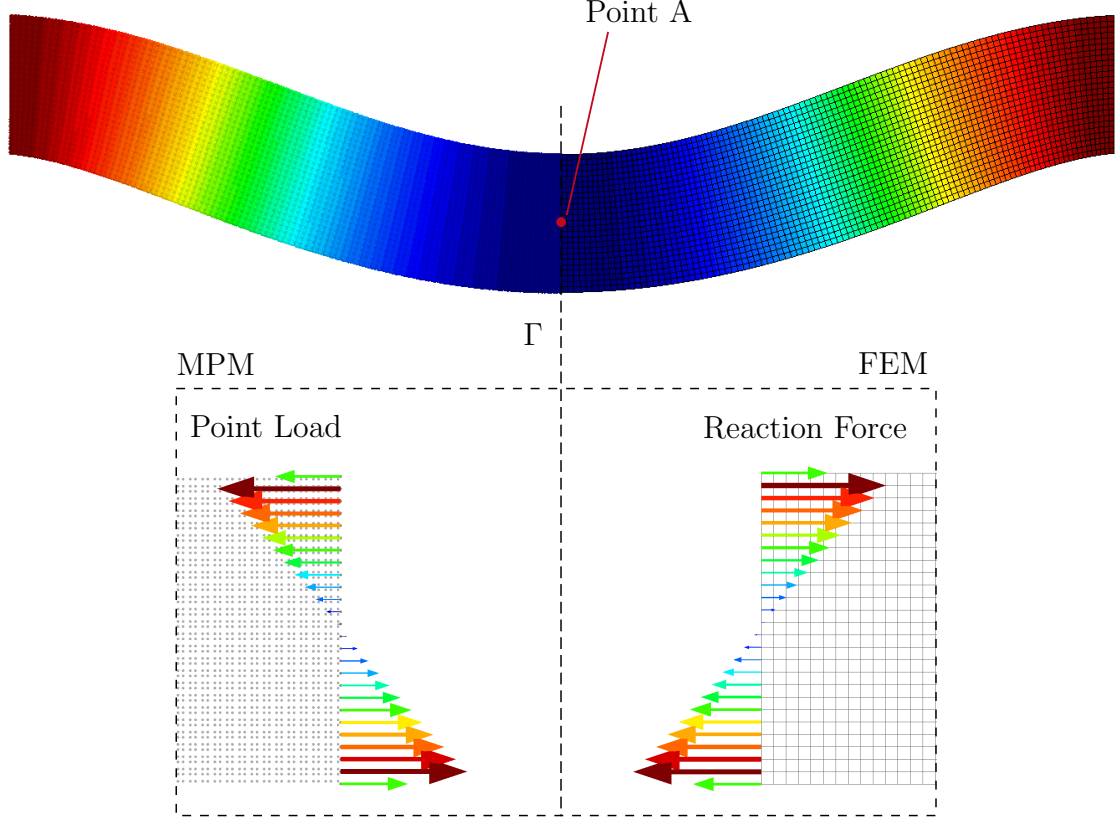 Point A
Γ
MPM
FEM
Point Load
Reaction Force